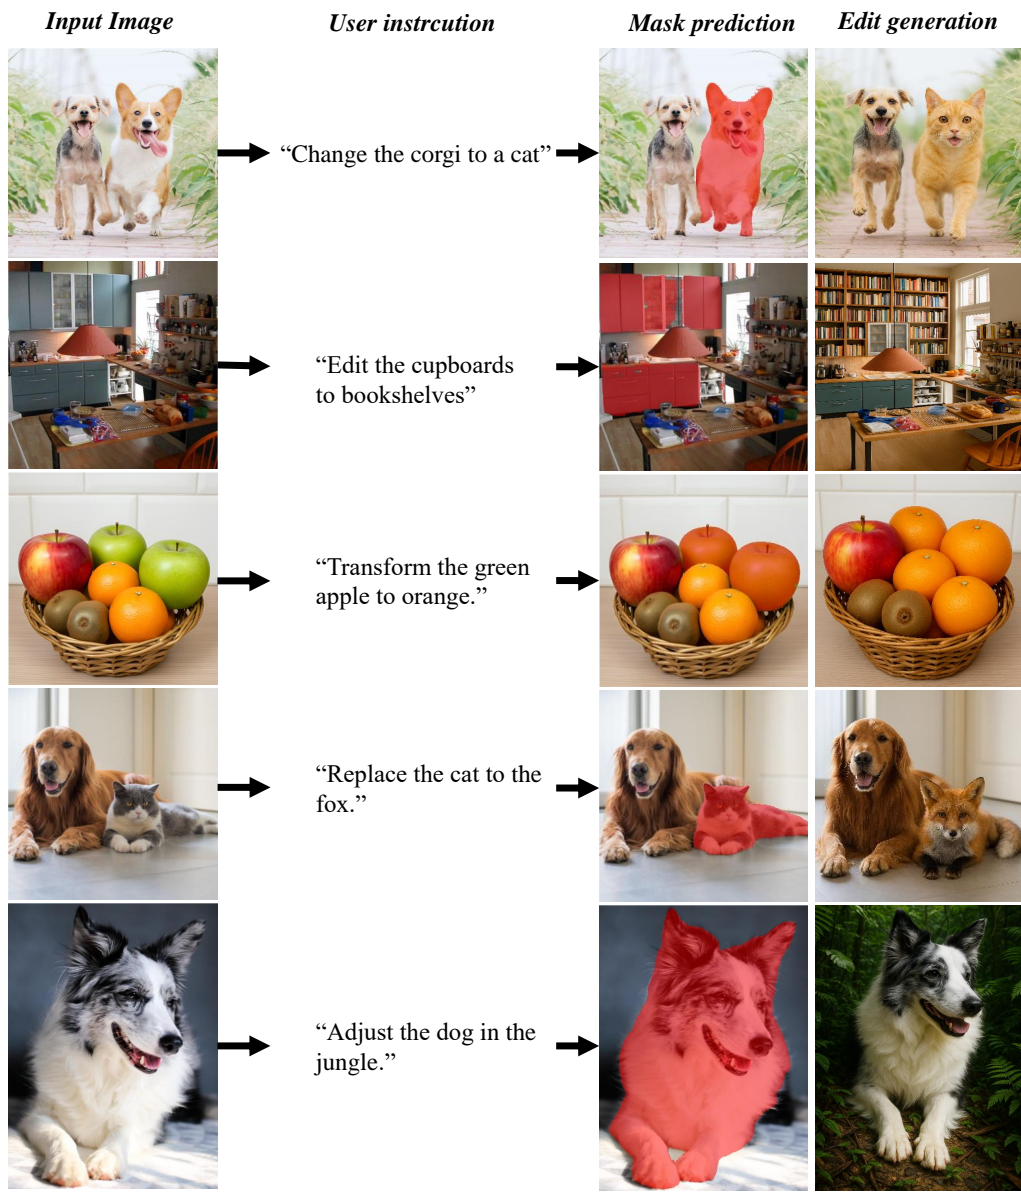 Input Image
User instrcution
Mask prediction
Edit generation
“Change the corgi to a cat”
“Edit the cupboards
to bookshelves”
“Transform the green
apple to orange.”
“Replace the cat to the
fox.”
“Adjust the dog in the
jungle.”